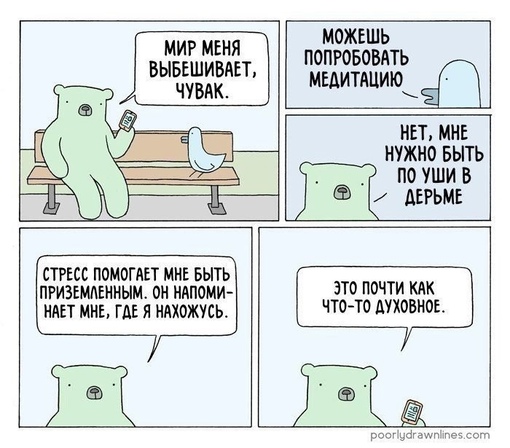 МИР МЕНЯ
ВЫБЕШИВАЕТ,
ЧУВАК.
МОЖЕШЬ
ПОПРОБОВАТЬ
МЕДИТАЦИЮ
НЕТ, МНЕ
НУЖНО БЫТЬ
ПО УШИ В
ДЕРЬМЕ
СТРЕСС ПОМОГАЕТ МНЕ БЫТЬ
ПРИЗЕМЛЕННЫМ. ОН НАПОМИ-
НАЕТ МНЕ, ГДЕ Я НАХОЖУСЬ.
ЭТО ПОЧТИ КАК
ЧТО-ТО ДУХОВНОЕ.
poorlydrawnlines.com